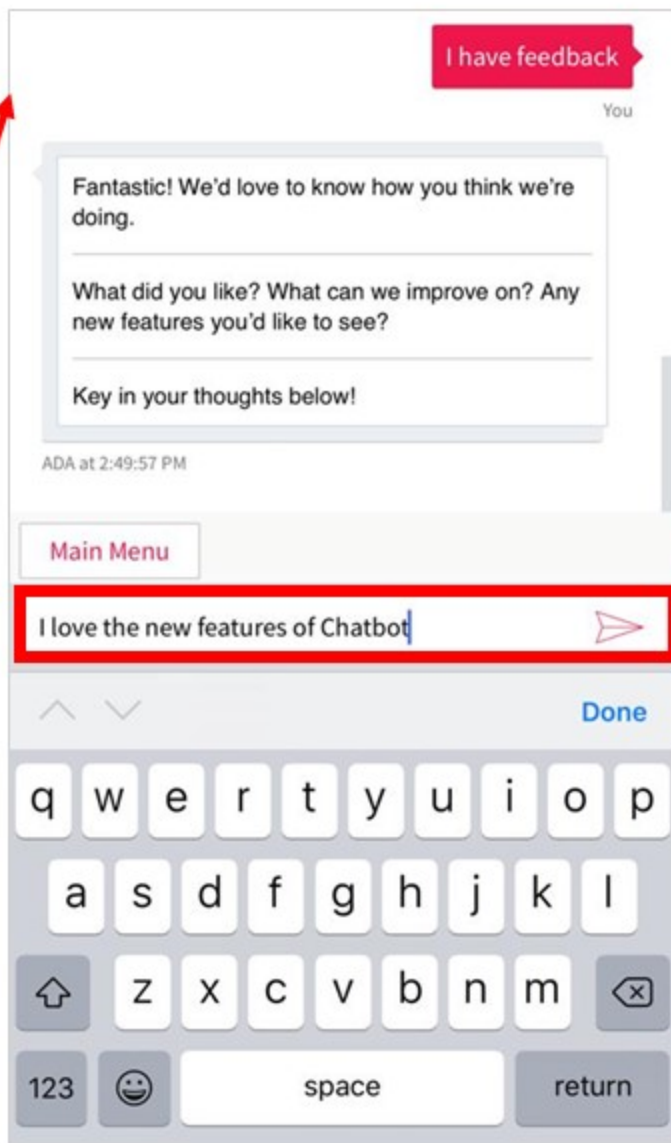 I have feedback
You
Fantastic! We'd love to know how you think we're
doing.
What did you like? What can we improve on? Any
new features you'd like to see?
Key in your thoughts below!
ADA at 2:49:57 PM
Main Menu
I love the new features of Chatbot
Done
q w e r t y u i o p
a s d f g h j k l
z x c v b n m
123 space return